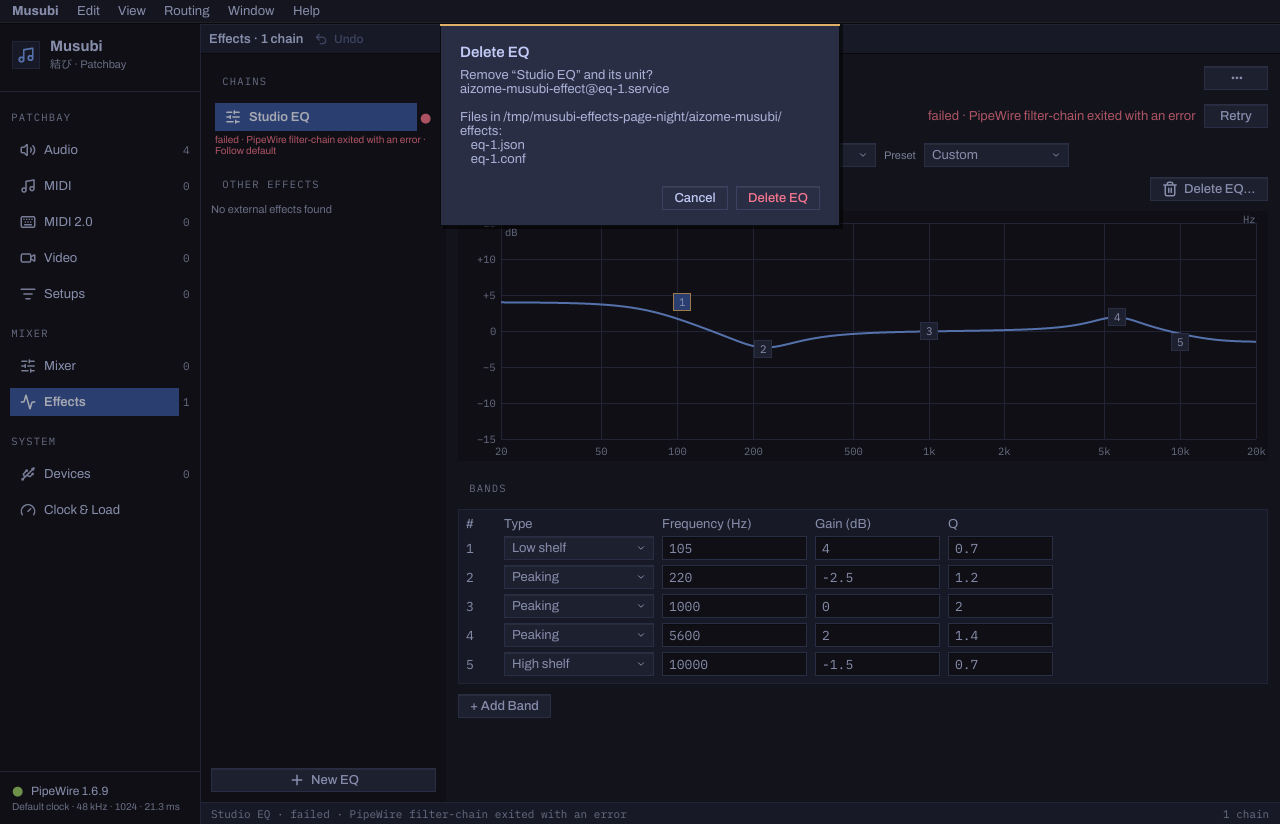 Musubi Edit View Routing Window Help
Musubi
結び · Patchbay
PATCHBAY
Audio 4
MIDI 0
MIDI 2.0 0
Video 0
Setups 0
MIXER
Mixer 0
Effects 1
SYSTEM
Devices 0
Clock & Load
PipeWire 1.6.9
Default clock · 48 kHz · 1024 · 21.3 ms
Effects · 1 chain Undo
CHAINS
Studio EQ
failed · PipeWire filter-chain exited with an error ·
Follow default
OTHER EFFECTS
No external effects found
New EQ
Delete EQ
Remove “Studio EQ” and its unit?
aizome-musubi-effect@eq-1.service
Files in /tmp/musubi-effects-page-night/aizome-musubi/
effects:
eq-1.json
eq-1.conf
Cancel Delete EQ
···
failed · PipeWire filter-chain exited with an error Retry
Preset Custom
Delete EQ...
Hz
dB
+10
+5
0
−5
−10
−15
1
2
3
4
5
20 50 100 200 500 1k 2k 5k 10k 20k
BANDS
# Type Frequency (Hz) Gain (dB) Q
1 Low shelf 105 4 0.7
2 Peaking 220 -2.5 1.2
3 Peaking 1000 0 2
4 Peaking 5600 2 1.4
5 High shelf 10000 -1.5 0.7
+ Add Band
Studio EQ · failed · PipeWire filter-chain exited with an error 1 chain